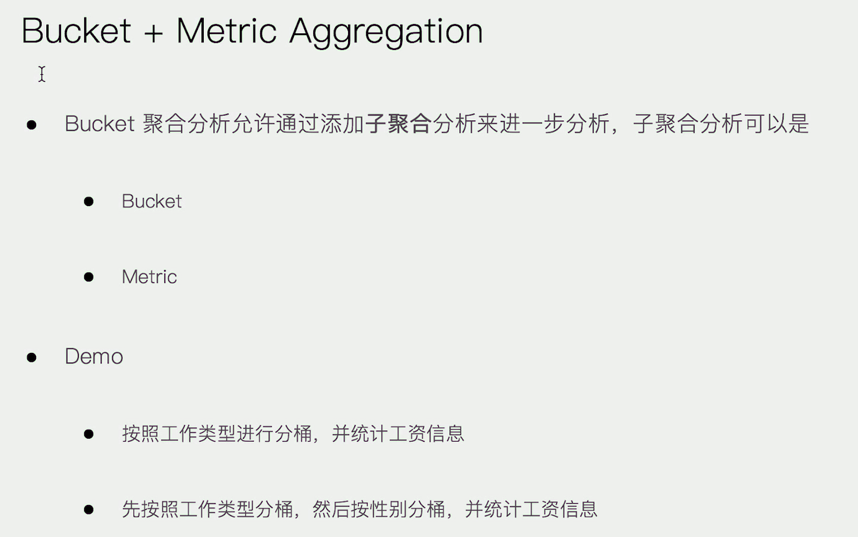 Bucket + Metric Aggregation
Bucket 聚合分析允许通过添加子聚合分析来进一步分析，子聚合分析可以是
Bucket
Metric
Demo
按照工作类型进行分桶，并统计工资信息
先按照工作类型分桶，然后按性别分桶，并统计工资信息